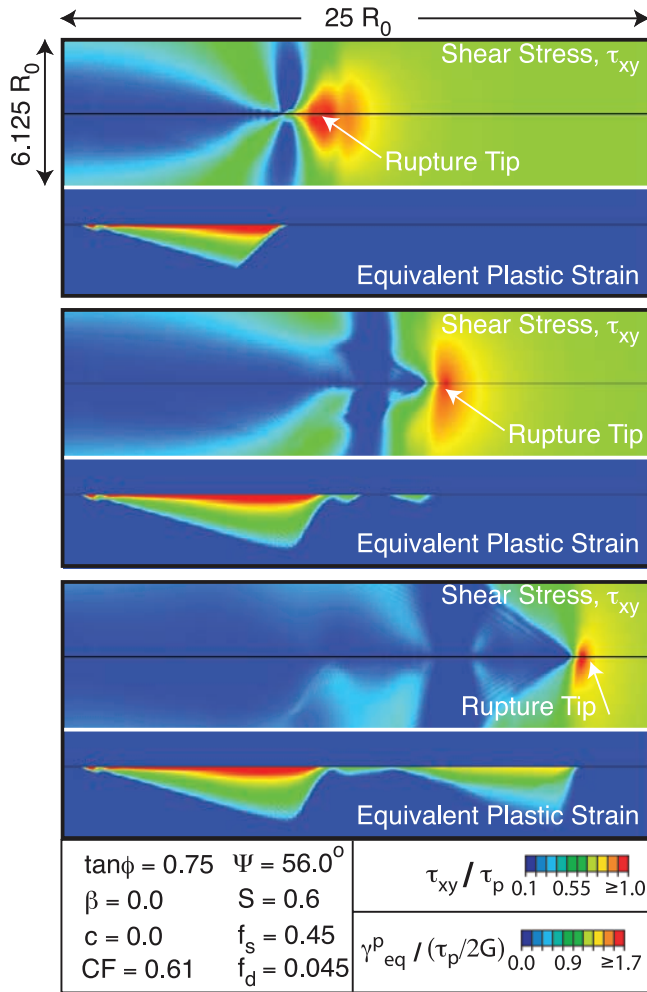 25 R₀
6.125 R₀
Shear Stress, τxy
Rupture Tip
Equivalent Plastic Strain
Shear Stress, τxy
Rupture Tip
Equivalent Plastic Strain
Shear Stress, τxy
Rupture Tip
Equivalent Plastic Strain
tanϕ = 0.75 Ψ = 56.0°
β = 0.0 S = 0.6
c = 0.0 fs = 0.45
CF = 0.61 fd = 0.045
τxy / τp
0.1 0.55 ≥1.0
γᵖeq / (τp/2G)
0.0 0.9 ≥1.7